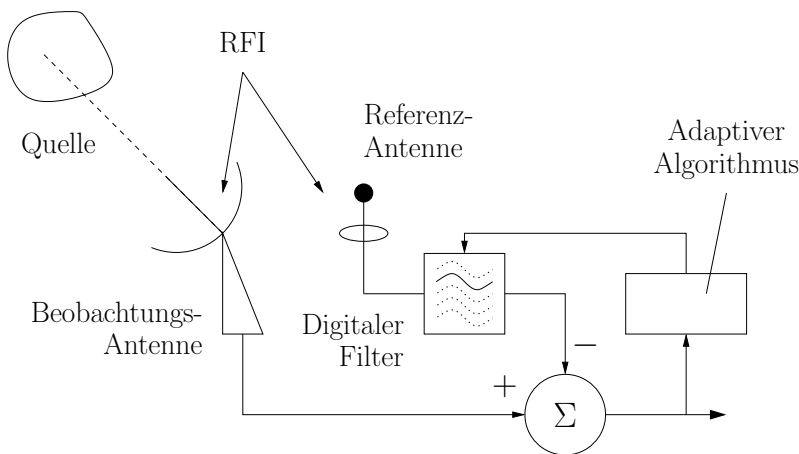 RFI
Quelle
Referenz-
Antenne
Adaptiver
Algorithmus
Beobachtungs-
Antenne
Digitaler
Filter
−
+
Σ